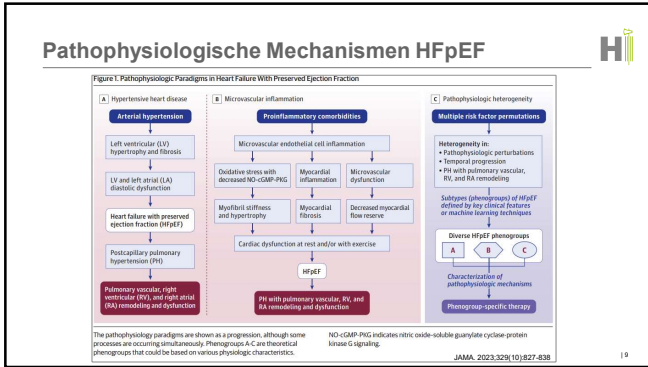 Pathophysiologische Mechanismen HFpEF
Figure 1. Pathophysiologic Paradigms in Heart Failure With Preserved Ejection Fraction
A Hypertensive heart disease
Arterial hypertension
Left ventricular (LV)
hypertrophy and fibrosis
LV and left atrial (LA)
diastolic dysfunction
Heart failure with preserved
ejection fraction (HFpEF)
Postcapillary pulmonary
hypertension (PH)
Pulmonary vascular, right
ventricular (RV), and right atrial
(RA) remodeling and dysfunction
B Microvascular inflammation
Proinflammatory comorbidities
Microvascular endothelial cell inflammation
Oxidative stress with
decreased NO-cGMP-PKG
Myocardial
inflammation
Microvascular
dysfunction
Myofibril stiffness
and hypertrophy
Myocardial
fibrosis
Decreased myocardial
flow reserve
Cardiac dysfunction at rest and/or with exercise
HFpEF
PH with pulmonary vascular, RV, and
RA remodeling and dysfunction
C Pathophysiologic heterogeneity
Multiple risk factor permutations
Heterogeneity in:
• Pathophysiologic perturbations
• Temporal progression
• PH with pulmonary vascular,
RV, and RA remodeling
Subtypes (phenogroups) of HFpEF
defined by key clinical features
or machine learning techniques
Diverse HFpEF phenogroups
A B C
Characterization of
pathophysiologic mechanisms
Phenogroup-specific therapy
The pathophysiology paradigms are shown as a progression, although some
processes are occurring simultaneously. Phenogroups A-C are theoretical
phenogroups that could be based on various physiologic characteristics.
NO-cGMP-PKG indicates nitric oxide–soluble guanylate cyclase-protein
kinase G signaling.
JAMA. 2023;329(10):827-838
| 9